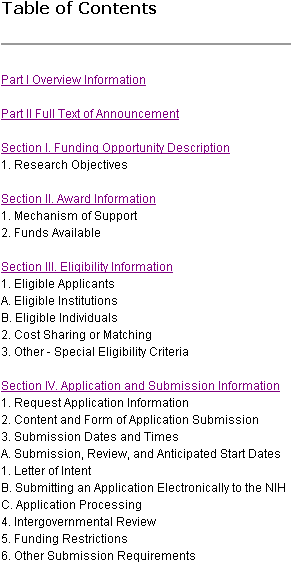 Table of Contents
Part I Overview Information
Part II Full Text of Announcement
Section I. Funding Opportunity Description
1. Research Objectives
Section II. Award Information
1. Mechanism of Support
2. Funds Available
Section III. Eligibility Information
1. Eligible Applicants
A. Eligible Institutions
B. Eligible Individuals
2. Cost Sharing or Matching
3. Other - Special Eligibility Criteria
Section IV. Application and Submission Information
1. Request Application Information
2. Content and Form of Application Submission
3. Submission Dates and Times
A. Submission, Review, and Anticipated Start Dates
1. Letter of Intent
B. Submitting an Application Electronically to the NIH
C. Application Processing
4. Intergovernmental Review
5. Funding Restrictions
6. Other Submission Requirements